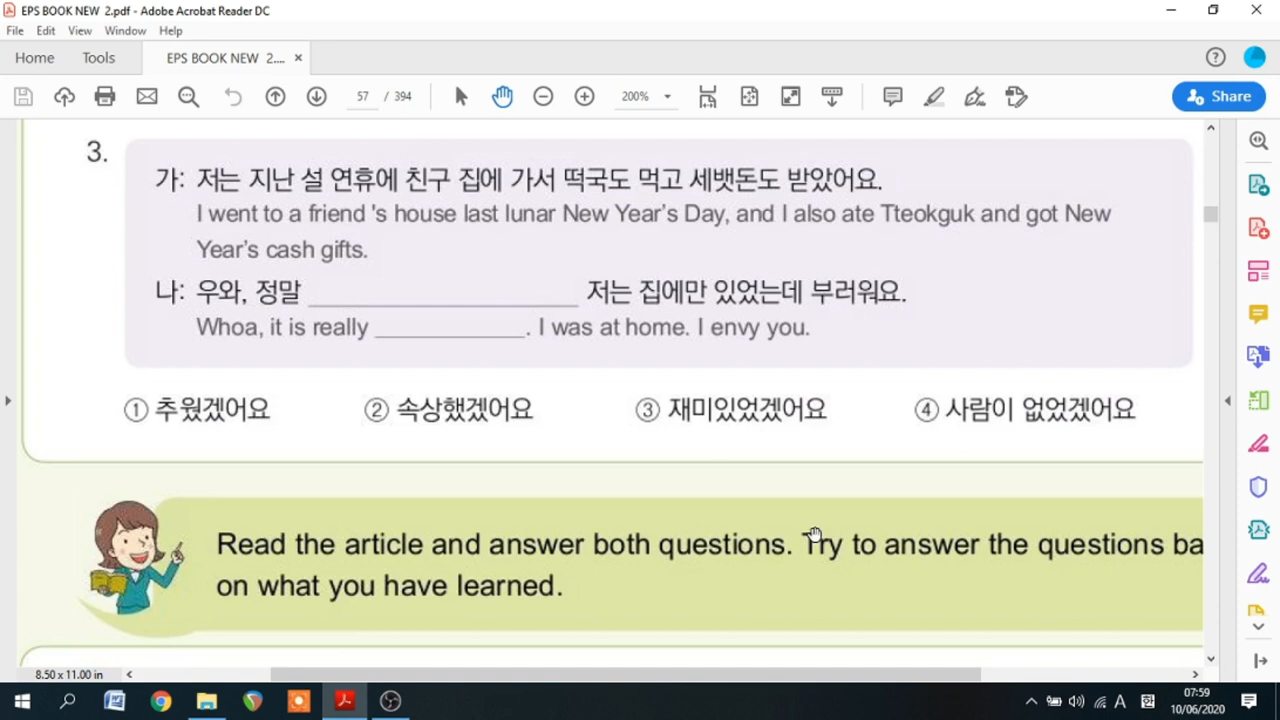 EPS BOOK NEW  2.pdf - Adobe Acrobat Reader DC
File Edit View Window Help
Home Tools EPS BOOK NEW  2.... ×
57 / 394 200% Share
3.
가: 저는 지난 설 연휴에 친구 집에 가서 떡국도 먹고 세뱃돈도 받았어요.
I went to a friend 's house last lunar New Year's Day, and I also ate Tteokguk and got New
Year's cash gifts.
나: 우와, 정말 ____________________ 저는 집에만 있었는데 부러워요.
Whoa, it is really ____________. I was at home. I envy you.
① 추웠겠어요 ② 속상했겠어요 ③ 재미있었겠어요 ④ 사람이 없었겠어요
Read the article and answer both questions. Try to answer the questions ba
on what you have learned.
8.50 x 11.00 in
A 한 07:59
10/06/2020